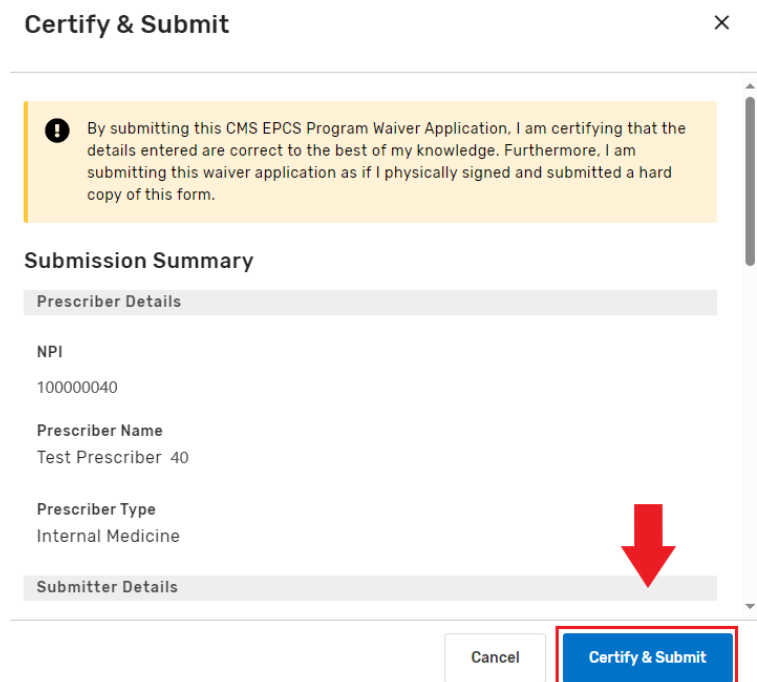 Certify & Submit
By submitting this CMS EPCS Program Waiver Application, I am certifying that the
details entered are correct to the best of my knowledge. Furthermore, I am
submitting this waiver application as if I physically signed and submitted a hard
copy of this form.
Submission Summary
Prescriber Details
NPI
100000040
Prescriber Name
Test Prescriber 40
Prescriber Type
Internal Medicine
Submitter Details
Cancel
Certify & Submit